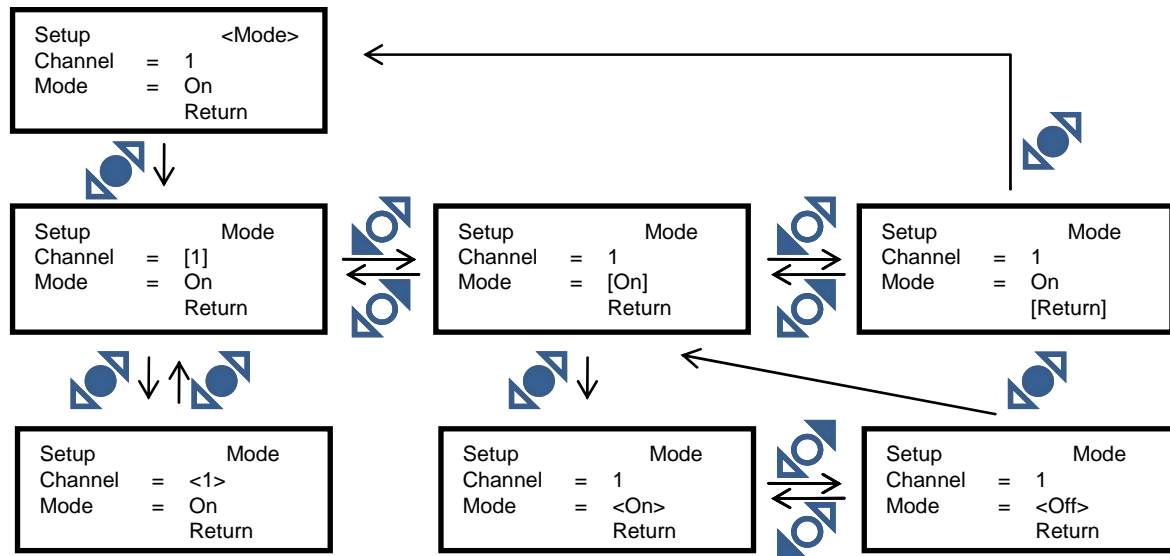 Setup <Mode>
Channel = 1
Mode = On
Return
Setup Mode
Channel = [1]
Mode = On
Return
Setup Mode
Channel = 1
Mode = [On]
Return
Setup Mode
Channel = 1
Mode = On
[Return]
Setup Mode
Channel = <1>
Mode = On
Return
Setup Mode
Channel = 1
Mode = <On>
Return
Setup Mode
Channel = 1
Mode = <Off>
Return